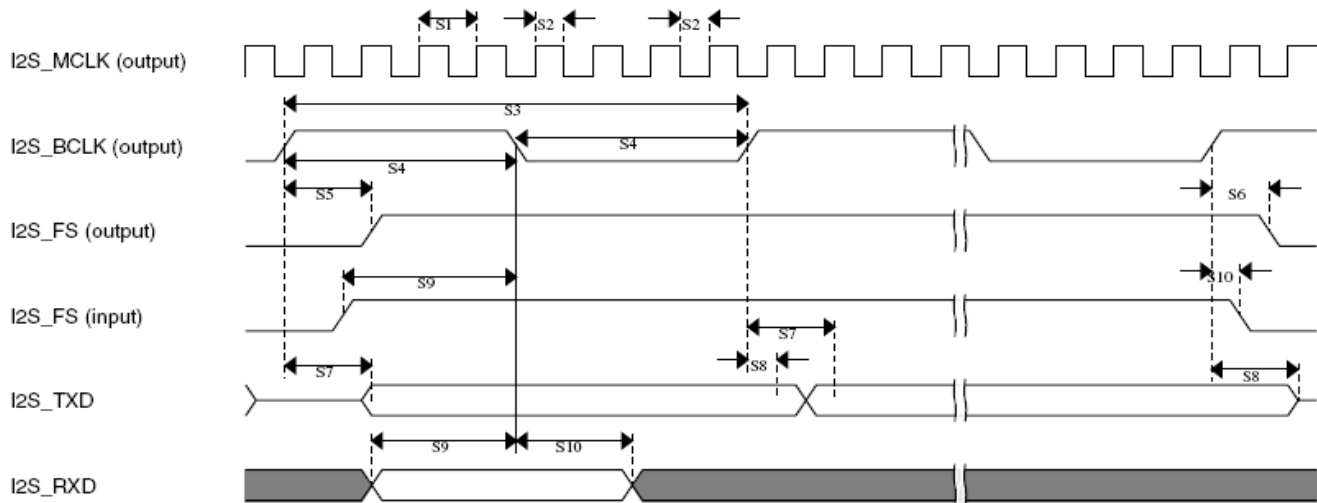 S1 S2 S2
I2S_MCLK (output)
S3
I2S_BCLK (output) S4
S4
S5 S6
I2S_FS (output)
S9 S10
I2S_FS (input)
S7
S7 S8 S8
I2S_TXD
S9 S10
I2S_RXD